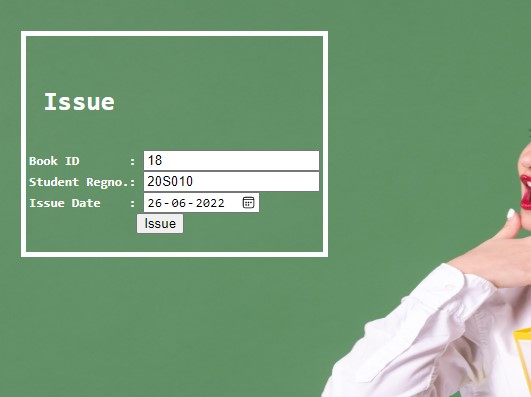 Issue
Book ID : 18
Student Regno.: 20S010
Issue Date : 26-06-2022
Issue